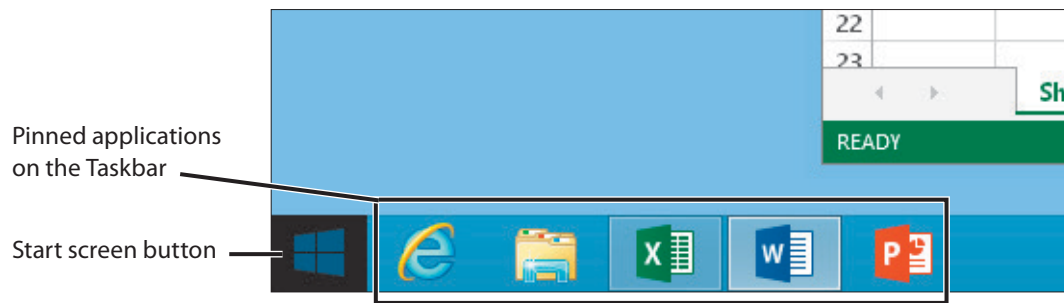 22
23
Sh
READY
Pinned applications
on the Taskbar
Start screen button
X
W
P